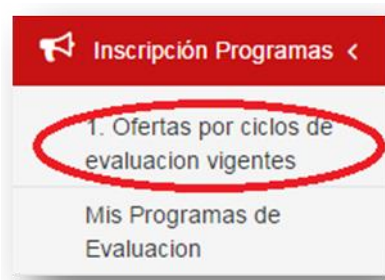 Inscripción Programas <
1. Ofertas por ciclos de
evaluacion vigentes
Mis Programas de
Evaluacion